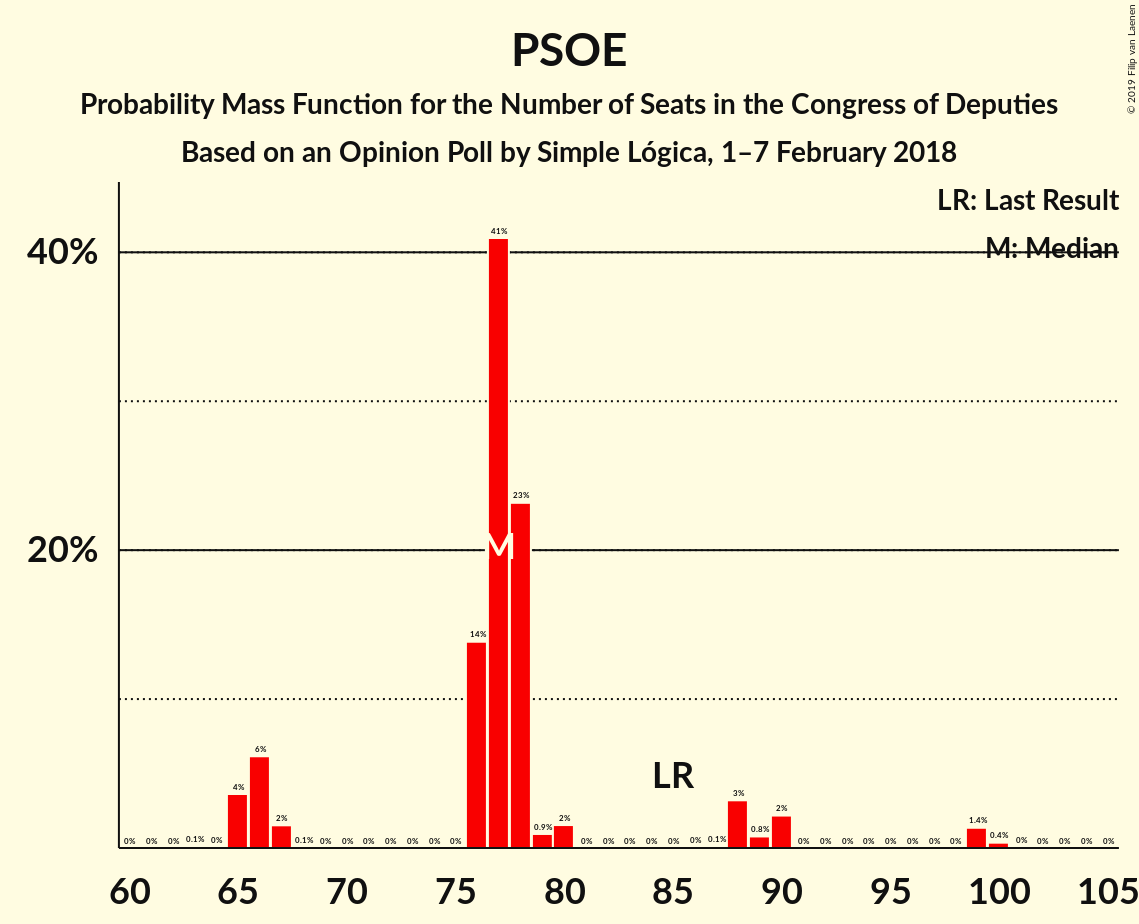 PSOE
Probability Mass Function for the Number of Seats in the Congress of Deputies
Based on an Opinion Poll by Simple Lógica, 1–7 February 2018
© 2019 Filip van Laenen
LR: Last Result
M: Median
40%
20%
41%
23%
14%
M
LR
0% 0% 0% 0.1% 0% 4% 6% 2% 0.1% 0% 0% 0% 0% 0% 0% 0% 0.9% 2% 0% 0% 0% 0% 0% 0% 0.1% 3% 0.8% 2% 0% 0% 0% 0% 0% 0% 0% 0% 1.4% 0.4% 0% 0% 0% 0% 0%
60 65 70 75 80 85 90 95 100 105